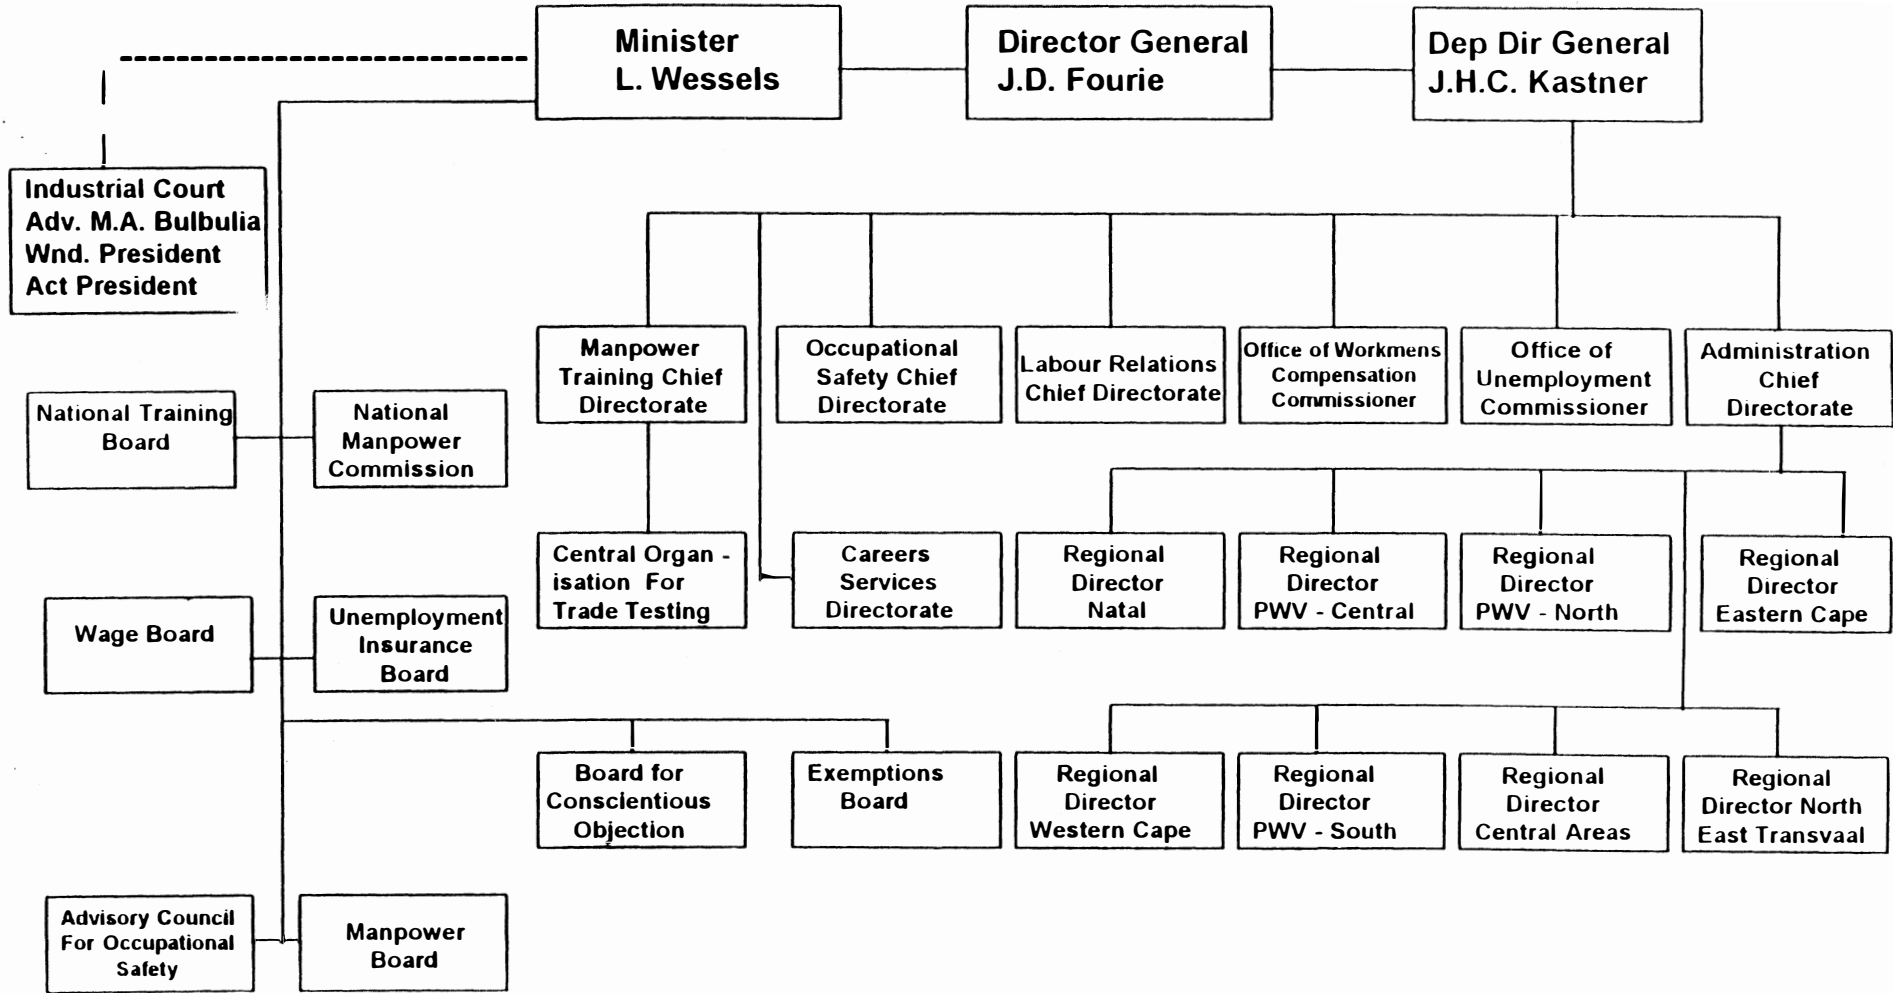 Minister
L. Wessels
Director General
J.D. Fourie
Dep Dir General
J.H.C. Kastner
Industrial Court
Adv. M.A. Bulbulia
Wnd. President
Act President
Manpower
Training Chief
Directorate
Occupational
Safety Chief
Directorate
Labour Relations
Chief Directorate
Office of Workmens
Compensation
Commissioner
Office of
Unemployment
Commissioner
Administration
Chief
Directorate
National Training
Board
National
Manpower
Commission
Central Organ -
isation For
Trade Testing
Careers
Services
Directorate
Regional
Director
Natal
Regional
Director
PWV - Central
Regional
Director
PWV - North
Regional
Director
Eastern Cape
Wage Board
Unemployment
Insurance
Board
Board for
Conscientious
Objection
Exemptions
Board
Regional
Director
Western Cape
Regional
Director
PWV - South
Regional
Director
Central Areas
Regional
Director North
East Transvaal
Advisory Council
For Occupational
Safety
Manpower
Board